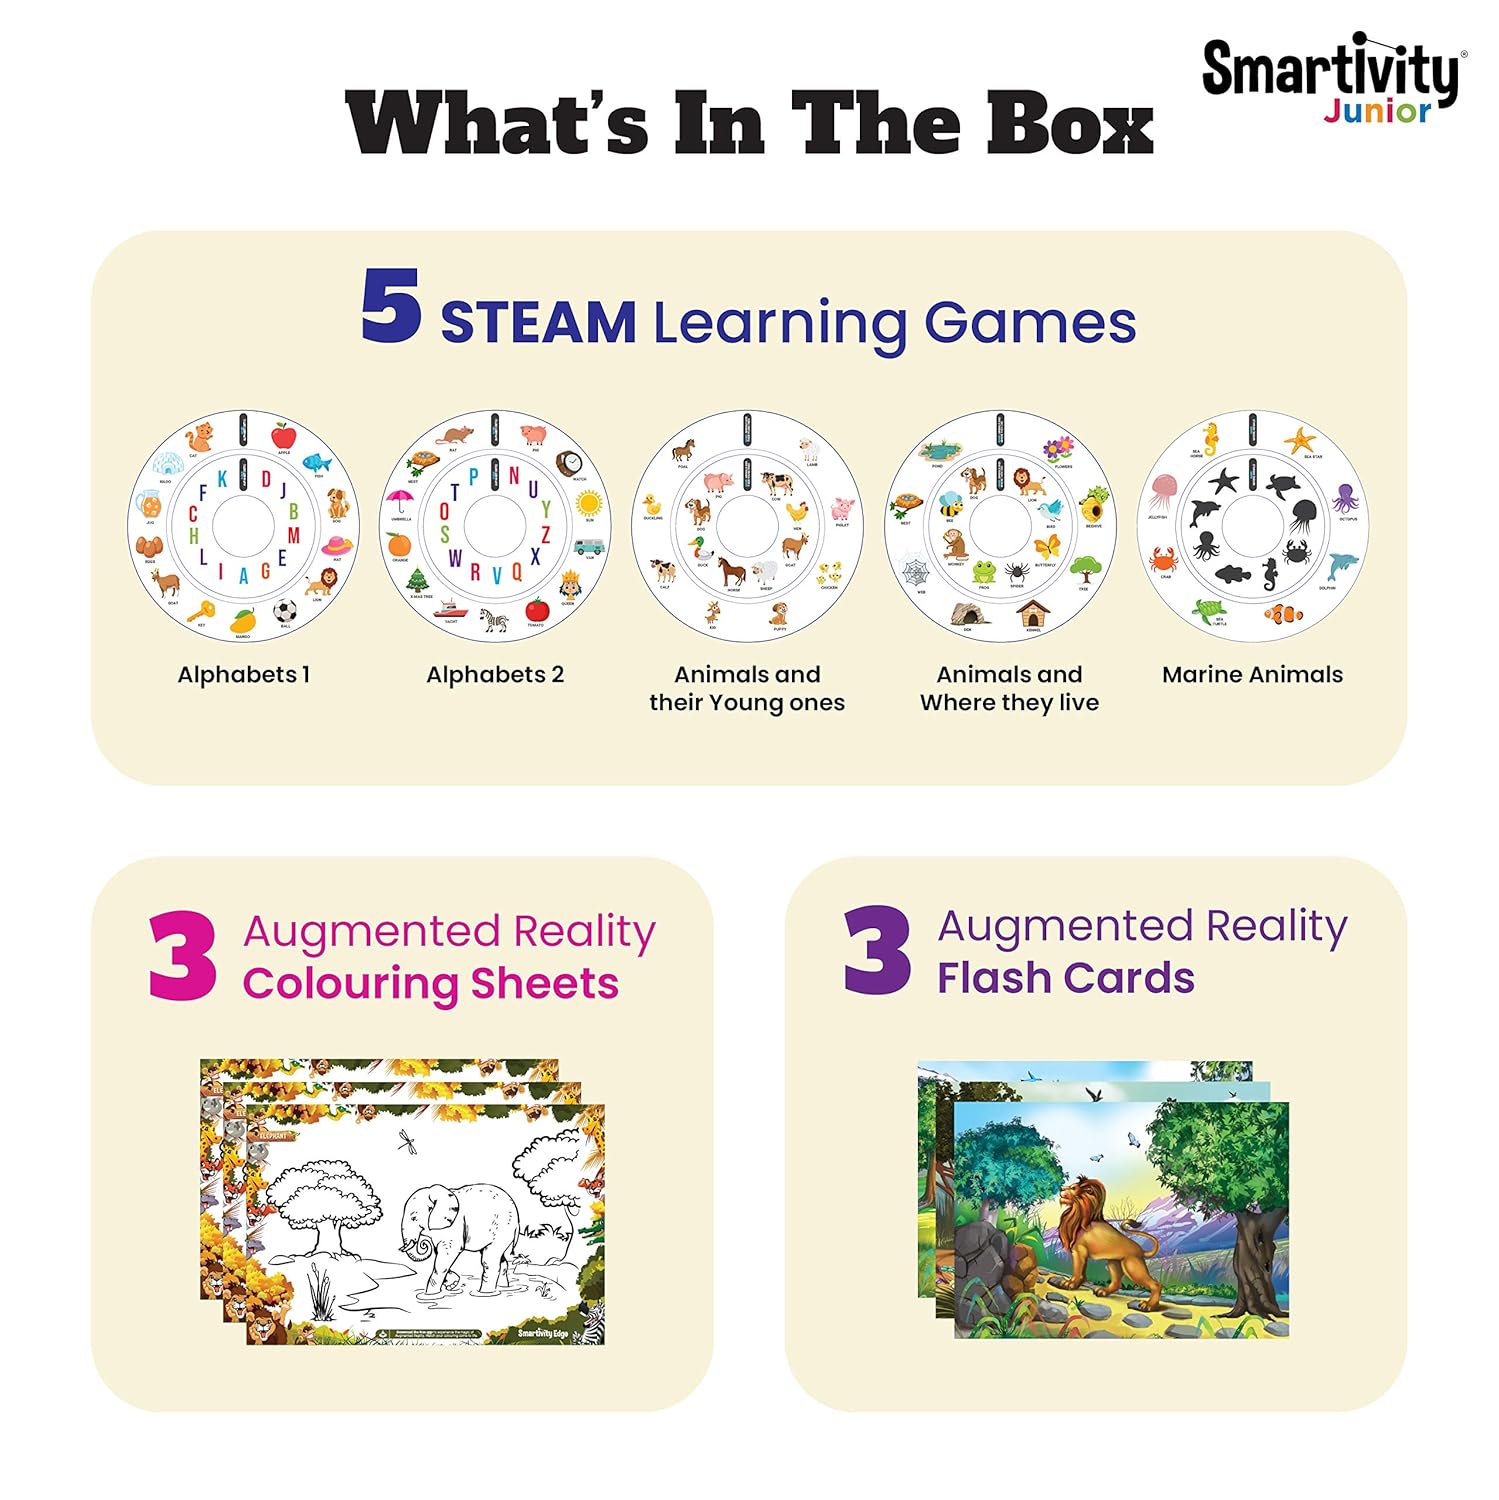 Smartivity®
Junior
What's In The Box
5 STEAM Learning Games
CAT
APPLE
IGLOO
FISH
JUG
DOG
EGGS
HAT
GOAT
LION
KEY
MANGO
BALL
K D
F J
C B
H M
L E
I A G
RAT
PIG
NEST
WATCH
UMBRELLA
SUN
ORANGE
VAN
X-MAS TREE
QUEEN
YACHT
TOMATO
P N
T U
O Y
S Z
W X
R V Q
FOAL
LAMB
PIG
COW
DUCKLING
PIGLET
DOG
HEN
DUCK
GOAT
CALF
HORSE
SHEEP
CHICKEN
KID
PUPPY
POND
FLOWERS
DOG
LION
NEST
BEE
BIRD
BEEHIVE
MONKEY
BUTTERFLY
WEB
FROG
SPIDER
TREE
DEN
KENNEL
SEA
HORSE
SEA STAR
JELLYFISH
OCTOPUS
CRAB
DOLPHIN
SEA
TURTLE
Alphabets 1
Alphabets 2
Animals and
their Young ones
Animals and
Where they live
Marine Animals
3 Augmented Reality
Colouring Sheets
3 Augmented Reality
Flash Cards
ELE
ELE
ELEPHANT
Smartivity Edge